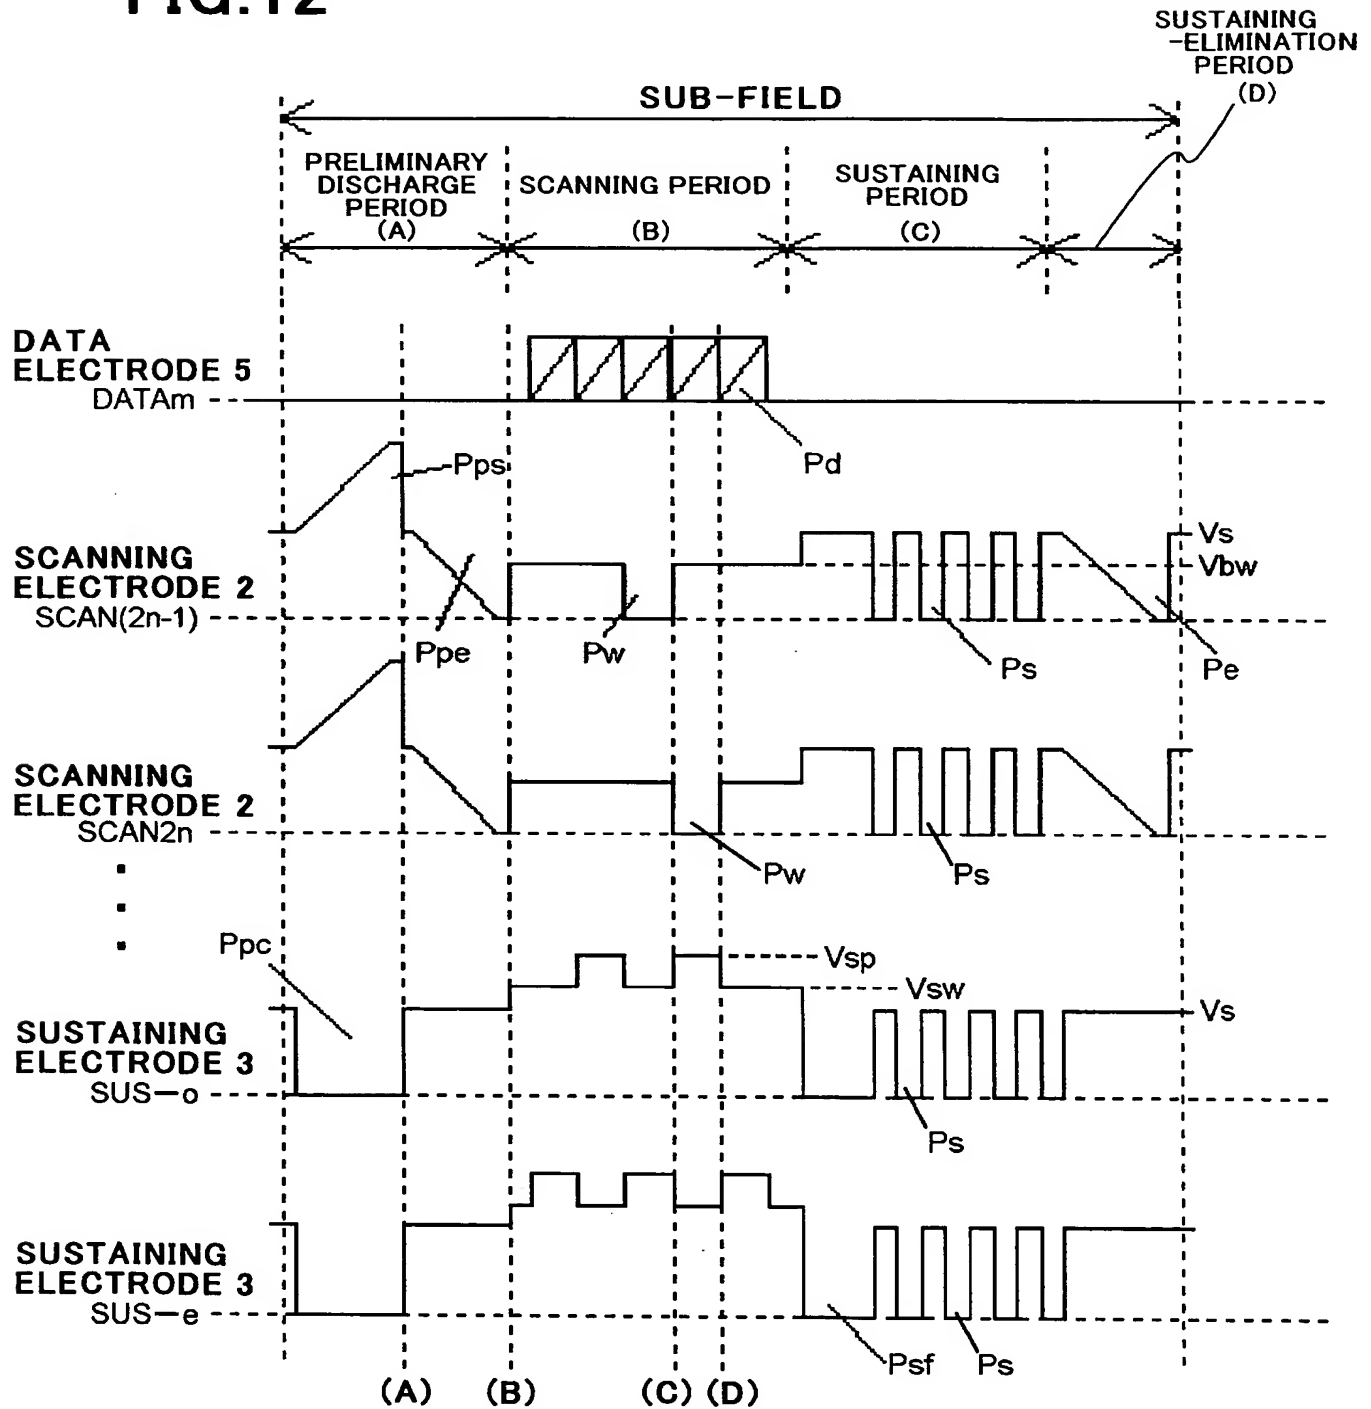 FIG.12
SUSTAINING
-ELIMINATION
PERIOD
(D)
SUB-FIELD
PRELIMINARY
DISCHARGE
PERIOD
(A)
SCANNING PERIOD
(B)
SUSTAINING
PERIOD
(C)
DATA
ELECTRODE 5
DATAm
Pd
Pps
SCANNING
ELECTRODE 2
SCAN(2n-1)
Vs
Vbw
Ppe
Pw
Ps
Pe
SCANNING
ELECTRODE 2
SCAN2n
Pw
Ps
Ppc
Vsp
Vsw
Vs
SUSTAINING
ELECTRODE 3
SUS-o
Ps
SUSTAINING
ELECTRODE 3
SUS-e
Psf
Ps
(A) (B) (C) (D)